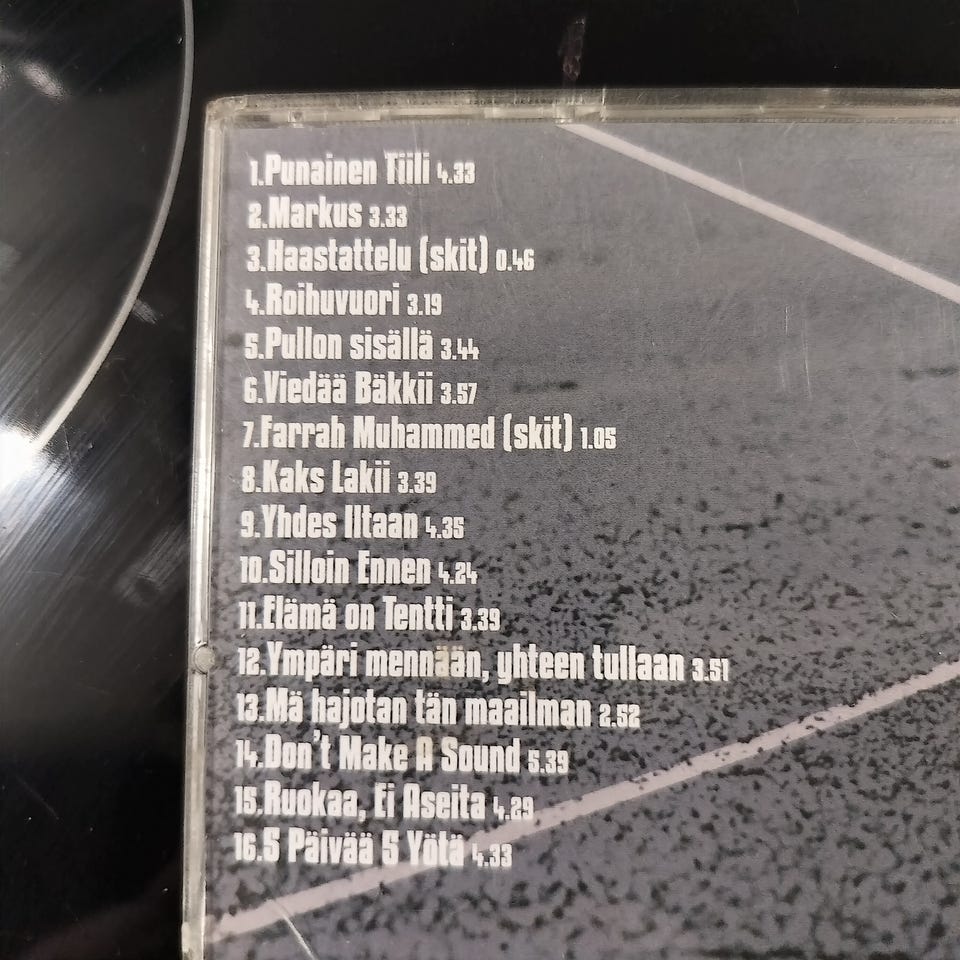 1.Punainen Tiili 4.33
2.Markus 3.33
3.Haastattelu (skit) 0.46
4.Roihuvuori 3.19
5.Pullon sisällä 3.44
6.Viedää Bäkkii 3.57
7.Farrah Muhammed (skit) 1.05
8.Kaks Lakii 3.39
9.Yhdes Iltaan 4.35
10.Silloin Ennen 4.24
11.Elämä on Tentti 3.39
12.Ympäri mennään, yhteen tullaan 3.51
13.Mä hajotan tän maailman 2.52
14.Don't Make A Sound 5.39
15.Ruokaa, Ei Aseita 4.29
16.5 Päivää 5 Yötä 4.33